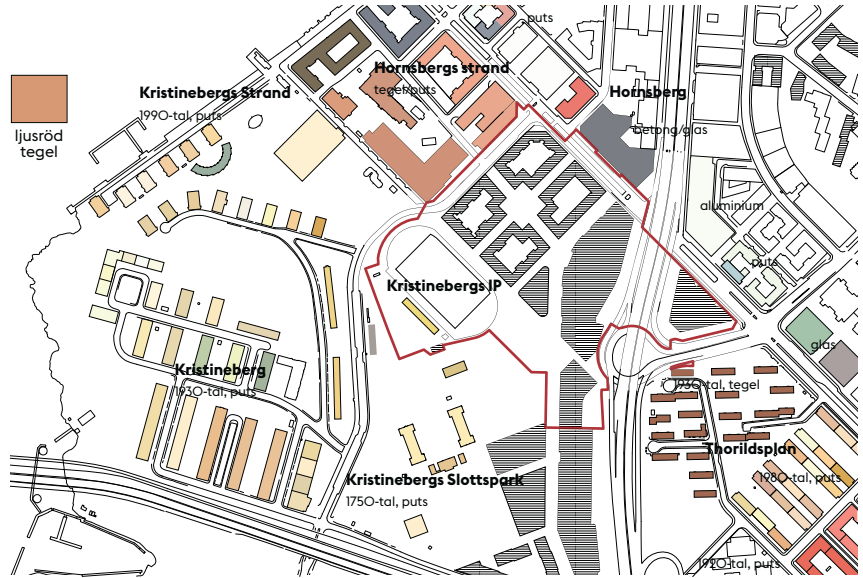 puts
Hornsbergs strand
tegel/puts
Kristinebergs Strand
1990-tal, puts
Hornsberg
betong/glas
ljusröd
tegel
aluminium
puts
Kristinebergs IP
glas
Kristineberg
1930-tal, puts
1930-tal, tegel
Thorildsplan
1980-tal, puts
Kristinebergs Slottspark
1750-tal, puts
1920-tal, puts